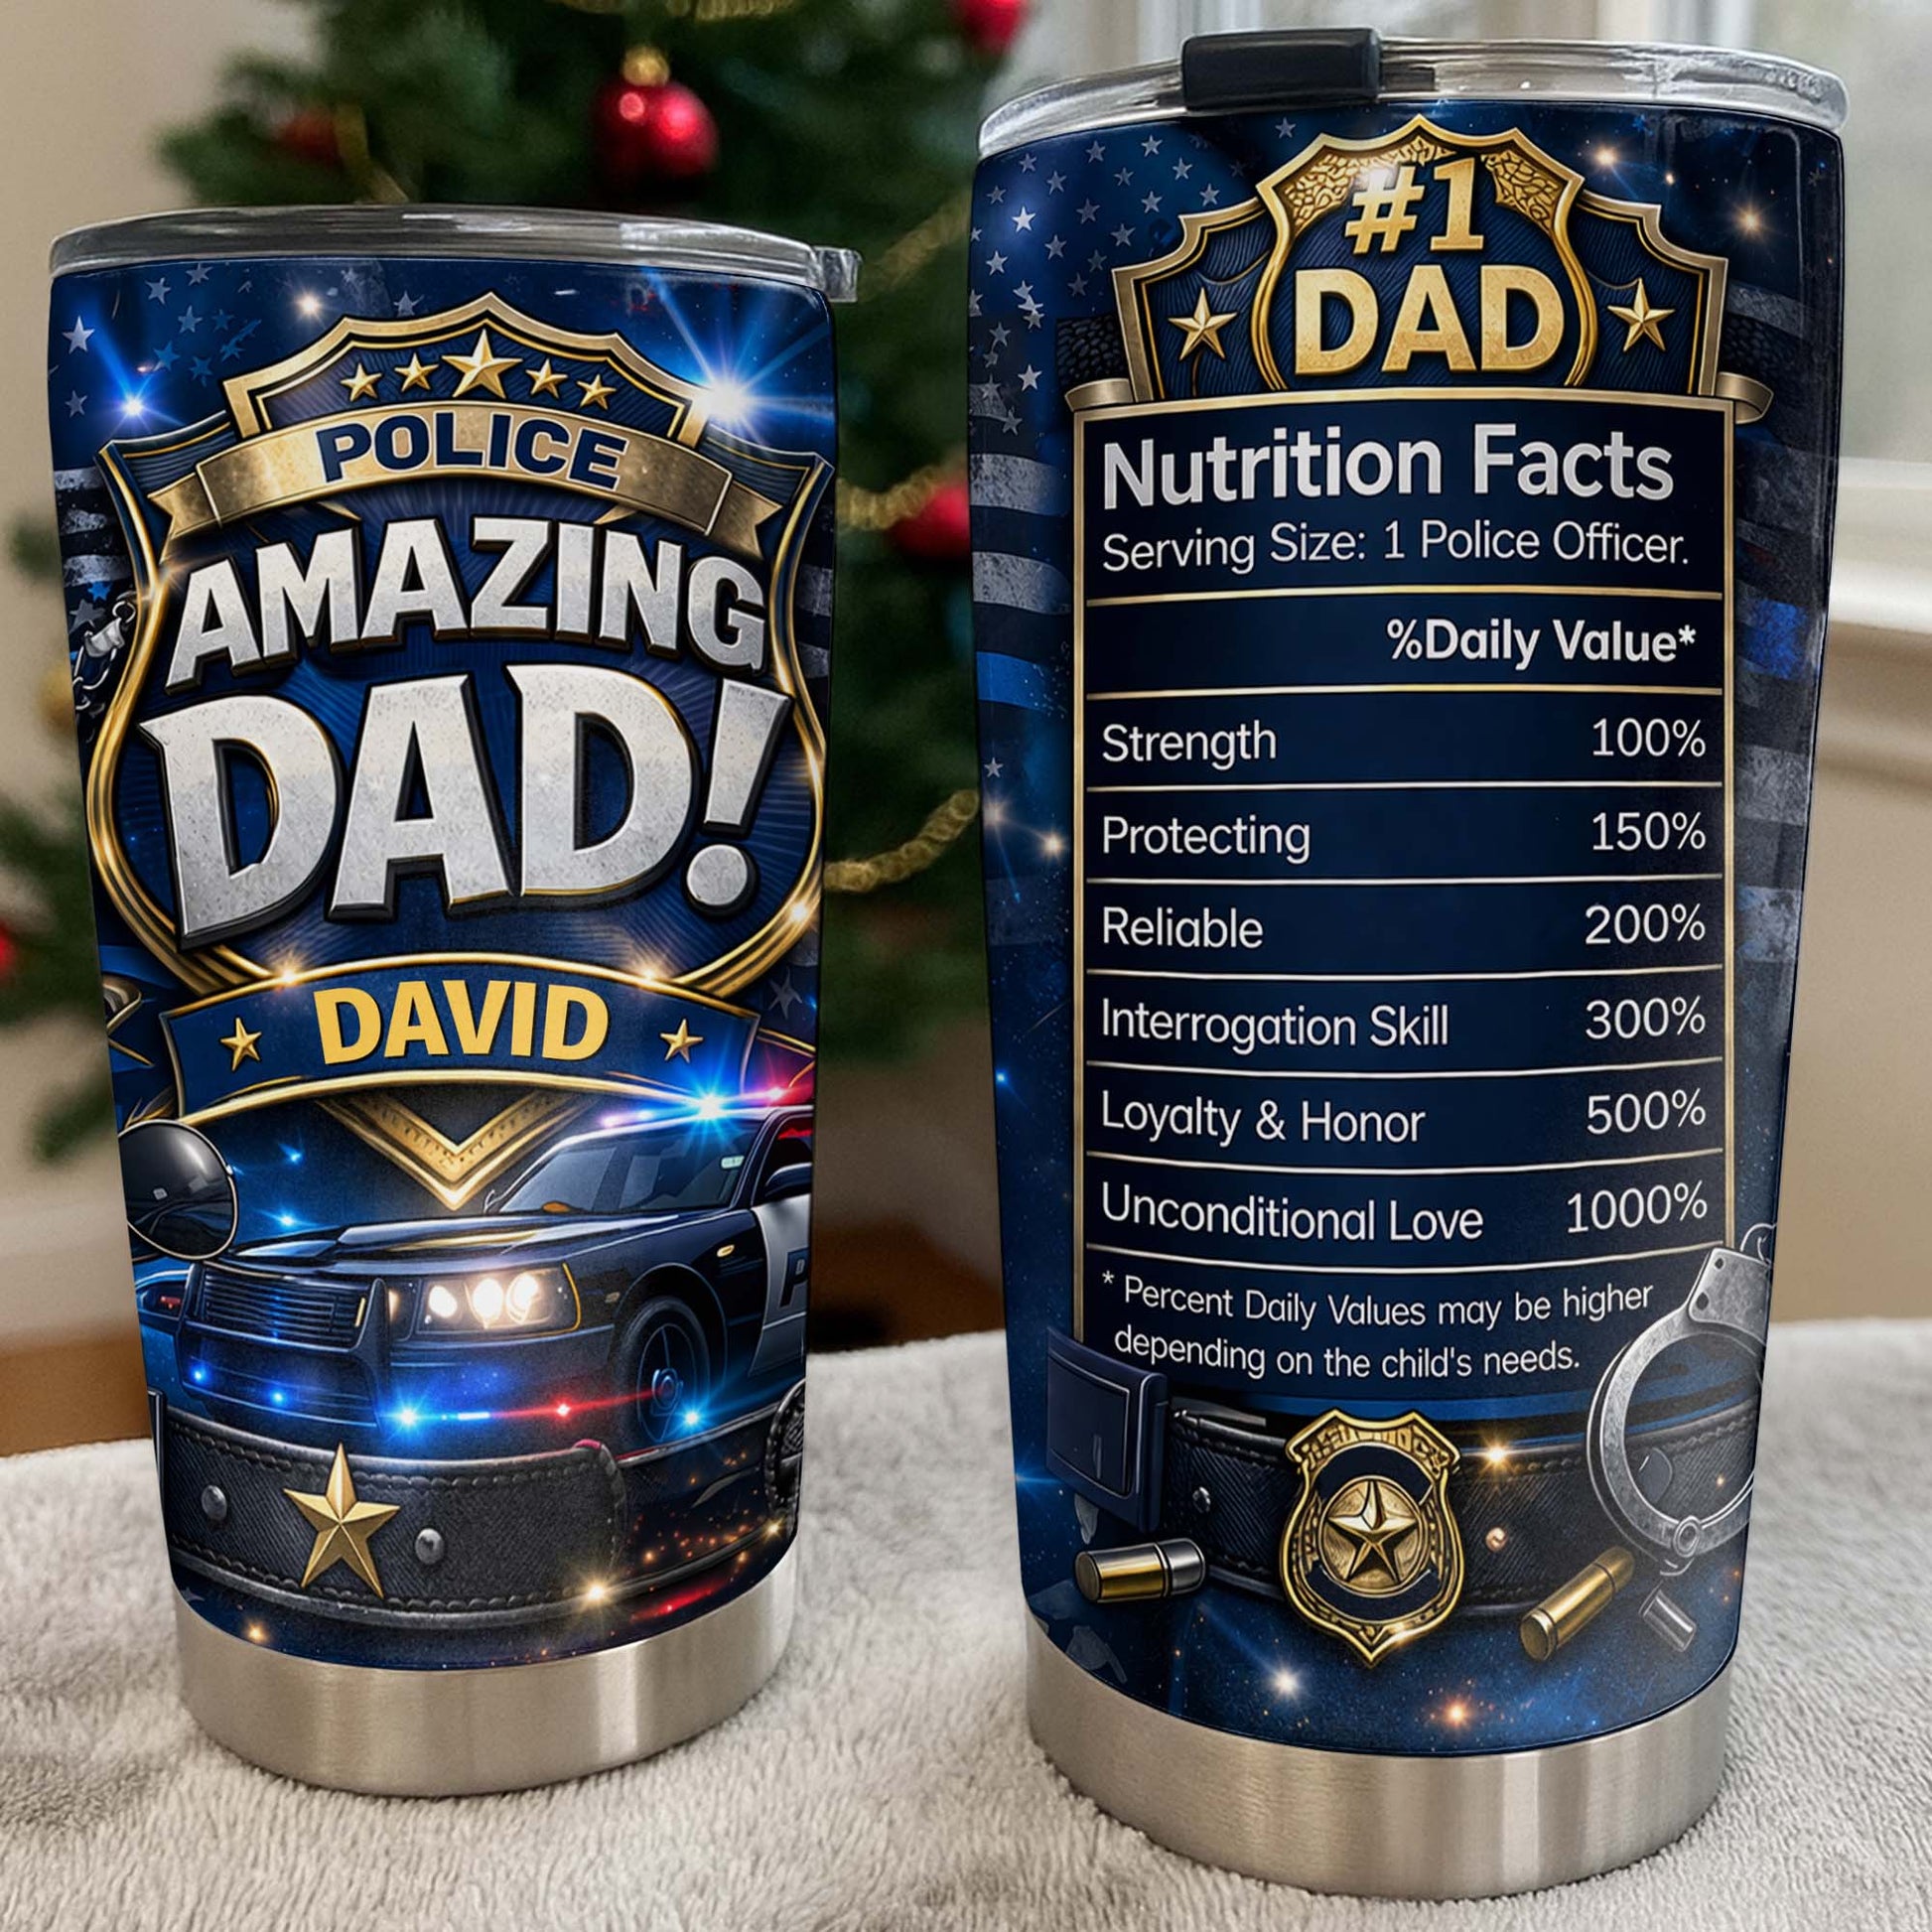 POLICE
AMAZING
DAD!
DAVID
P
#1
DAD
Nutrition Facts
Serving Size: 1 Police Officer.
%Daily Value*
Strength 100%
Protecting 150%
Reliable 200%
Interrogation Skill 300%
Loyalty & Honor 500%
Unconditional Love 1000%
* Percent Daily Values may be higher
depending on the child's needs.